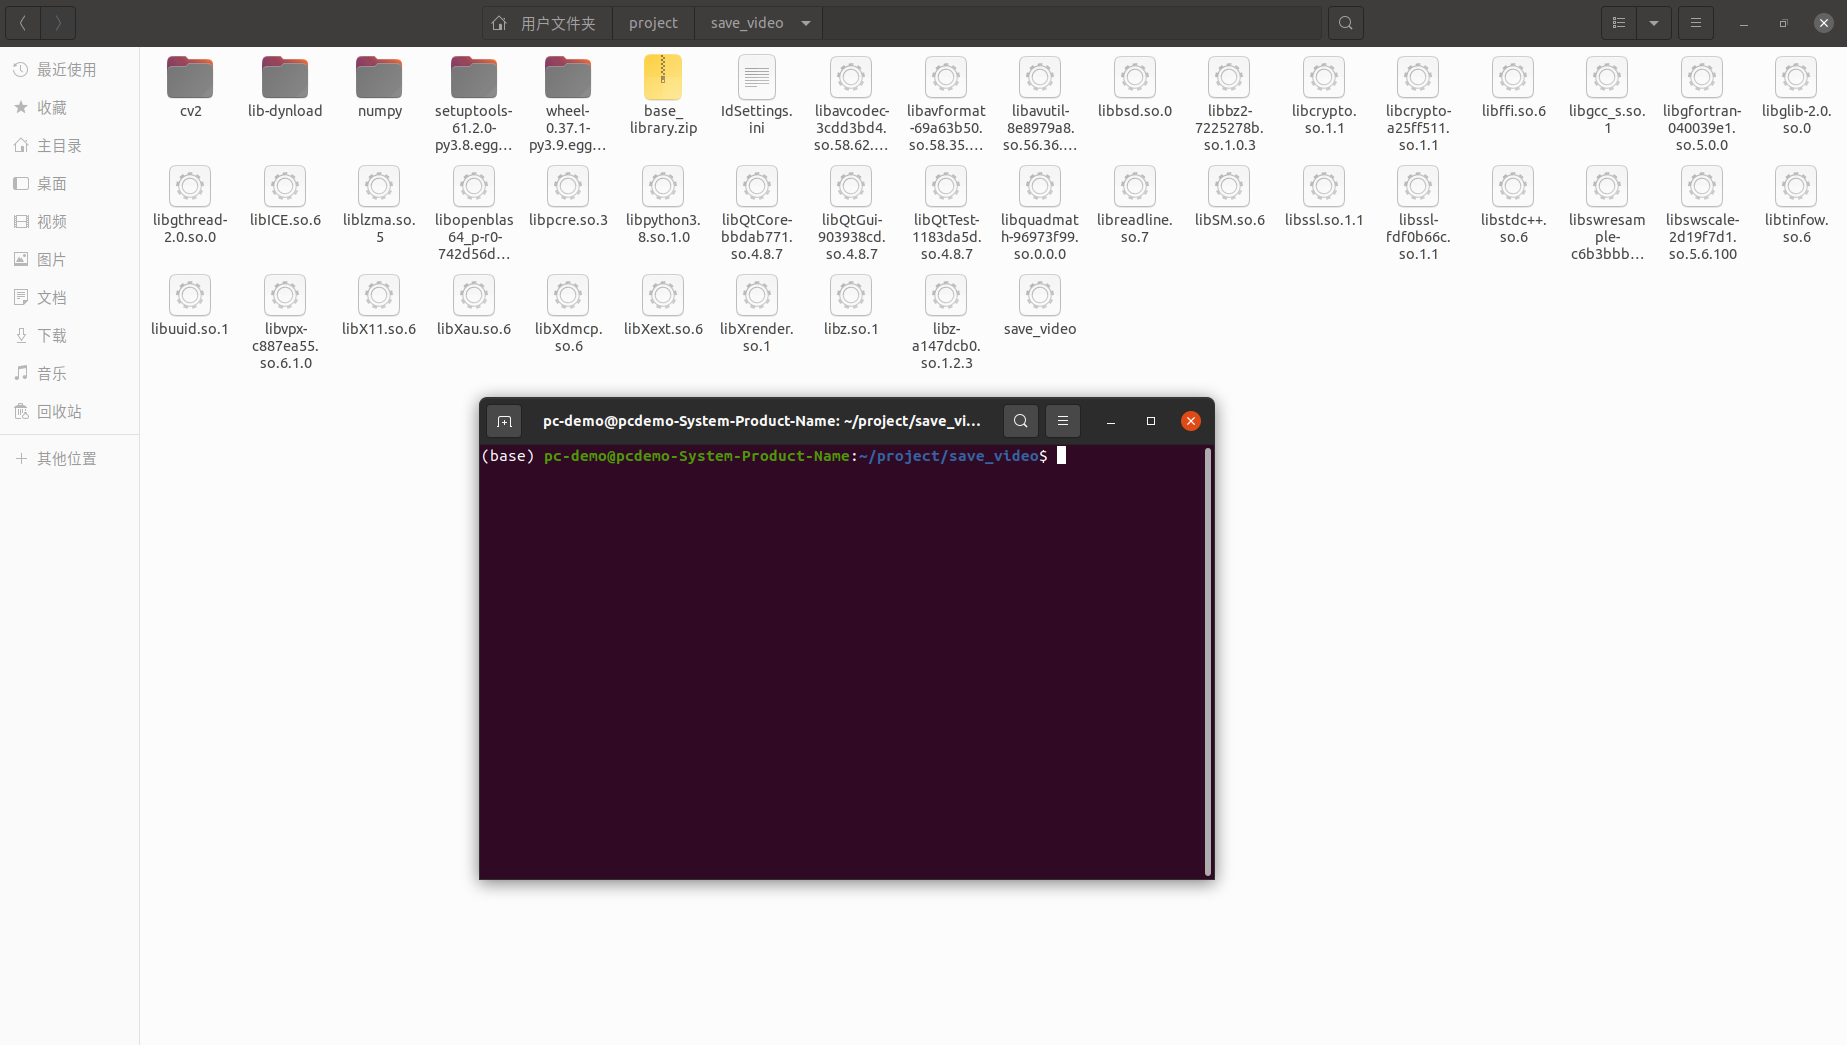 用户文件夹 project save_video
最近使用
收藏
主目录
桌面
视频
图片
文档
下载
音乐
回收站
其他位置
cv2
lib-dynload
numpy
setuptools-
61.2.0-
py3.8.egg…
wheel-
0.37.1-
py3.9.egg…
base_
library.zip
IdSettings.
ini
libavcodec-
3cdd3bd4.
so.58.62.…
libavformat
-69a63b50.
so.58.35.…
libavutil-
8e8979a8.
so.56.36.…
libbsd.so.0
libbz2-
7225278b.
so.1.0.3
libcrypto.
so.1.1
libcrypto-
a25ff511.
so.1.1
libffi.so.6
libgcc_s.so.
1
libgfortran-
040039e1.
so.5.0.0
libglib-2.0.
so.0
libgthread-
2.0.so.0
libICE.so.6
liblzma.so.
5
libopenblas
64_p-r0-
742d56d…
libpcre.so.3
libpython3.
8.so.1.0
libQtCore-
bbdab771.
so.4.8.7
libQtGui-
903938cd.
so.4.8.7
libQtTest-
1183da5d.
so.4.8.7
libquadmat
h-96973f99.
so.0.0.0
libreadline.
so.7
libSM.so.6
libssl.so.1.1
libssl-
fdf0b66c.
so.1.1
libstdc++.
so.6
libswresam
ple-
c6b3bbb…
libswscale-
2d19f7d1.
so.5.6.100
libtinfow.
so.6
libuuid.so.1
libvpx-
c887ea55.
so.6.1.0
libX11.so.6
libXau.so.6
libXdmcp.
so.6
libXext.so.6
libXrender.
so.1
libz.so.1
libz-
a147dcb0.
so.1.2.3
save_video
pc-demo@pcdemo-System-Product-Name: ~/project/save_vi…
(base) pc-demo@pcdemo-System-Product-Name:~/project/save_video$